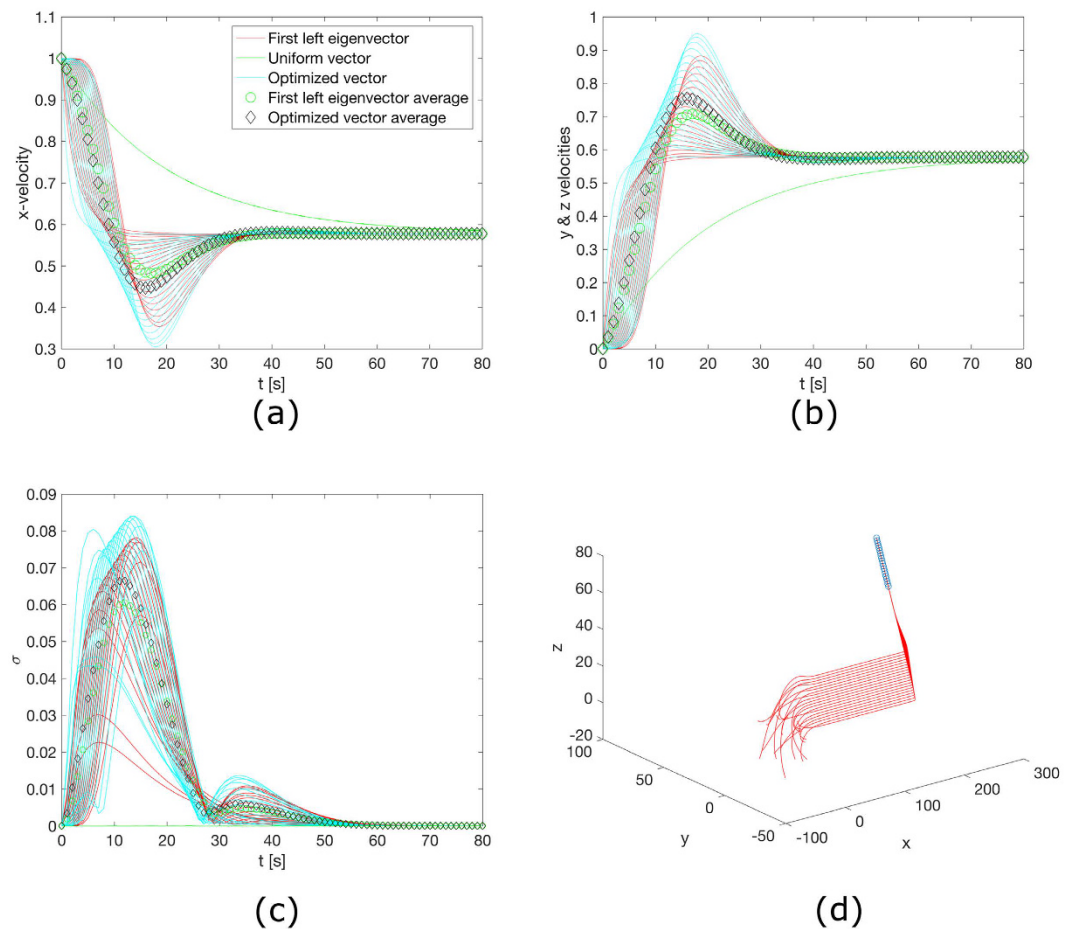 1.1
1
0.9
0.8
0.7
0.6
0.5
0.4
0.3
x-velocity
First left eigenvector
Uniform vector
Optimized vector
First left eigenvector average
Optimized vector average
0 10 20 30 40 50 60 70 80
t [s]
(a)
1
0.9
0.8
0.7
0.6
0.5
0.4
0.3
0.2
0.1
0
y & z velocities
0 10 20 30 40 50 60 70 80
t [s]
(b)
0.09
0.08
0.07
0.06
0.05
0.04
0.03
0.02
0.01
0
σ
0 10 20 30 40 50 60 70 80
t [s]
(c)
80
60
40
20
0
-20
z
100
50
0
-50
y
-100
0
100
200
300
x
(d)